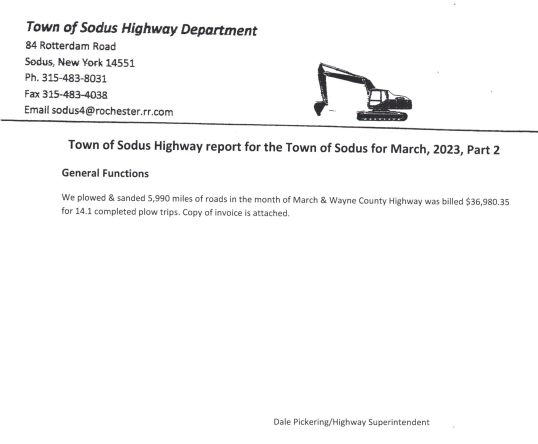 Town of Sodus Highway Department
84 Rotterdam Road
Sodus, New York 14551
Ph. 315-483-8031
Fax 315-483-4038
Email sodus4@rochester.rr.com
Town of Sodus Highway report for the Town of Sodus for March, 2023, Part 2
General Functions
We plowed & sanded 5,990 miles of roads in the month of March & Wayne County Highway was billed $36,980.35
for 14.1 completed plow trips. Copy of invoice is attached.
Dale Pickering/Highway Superintendent